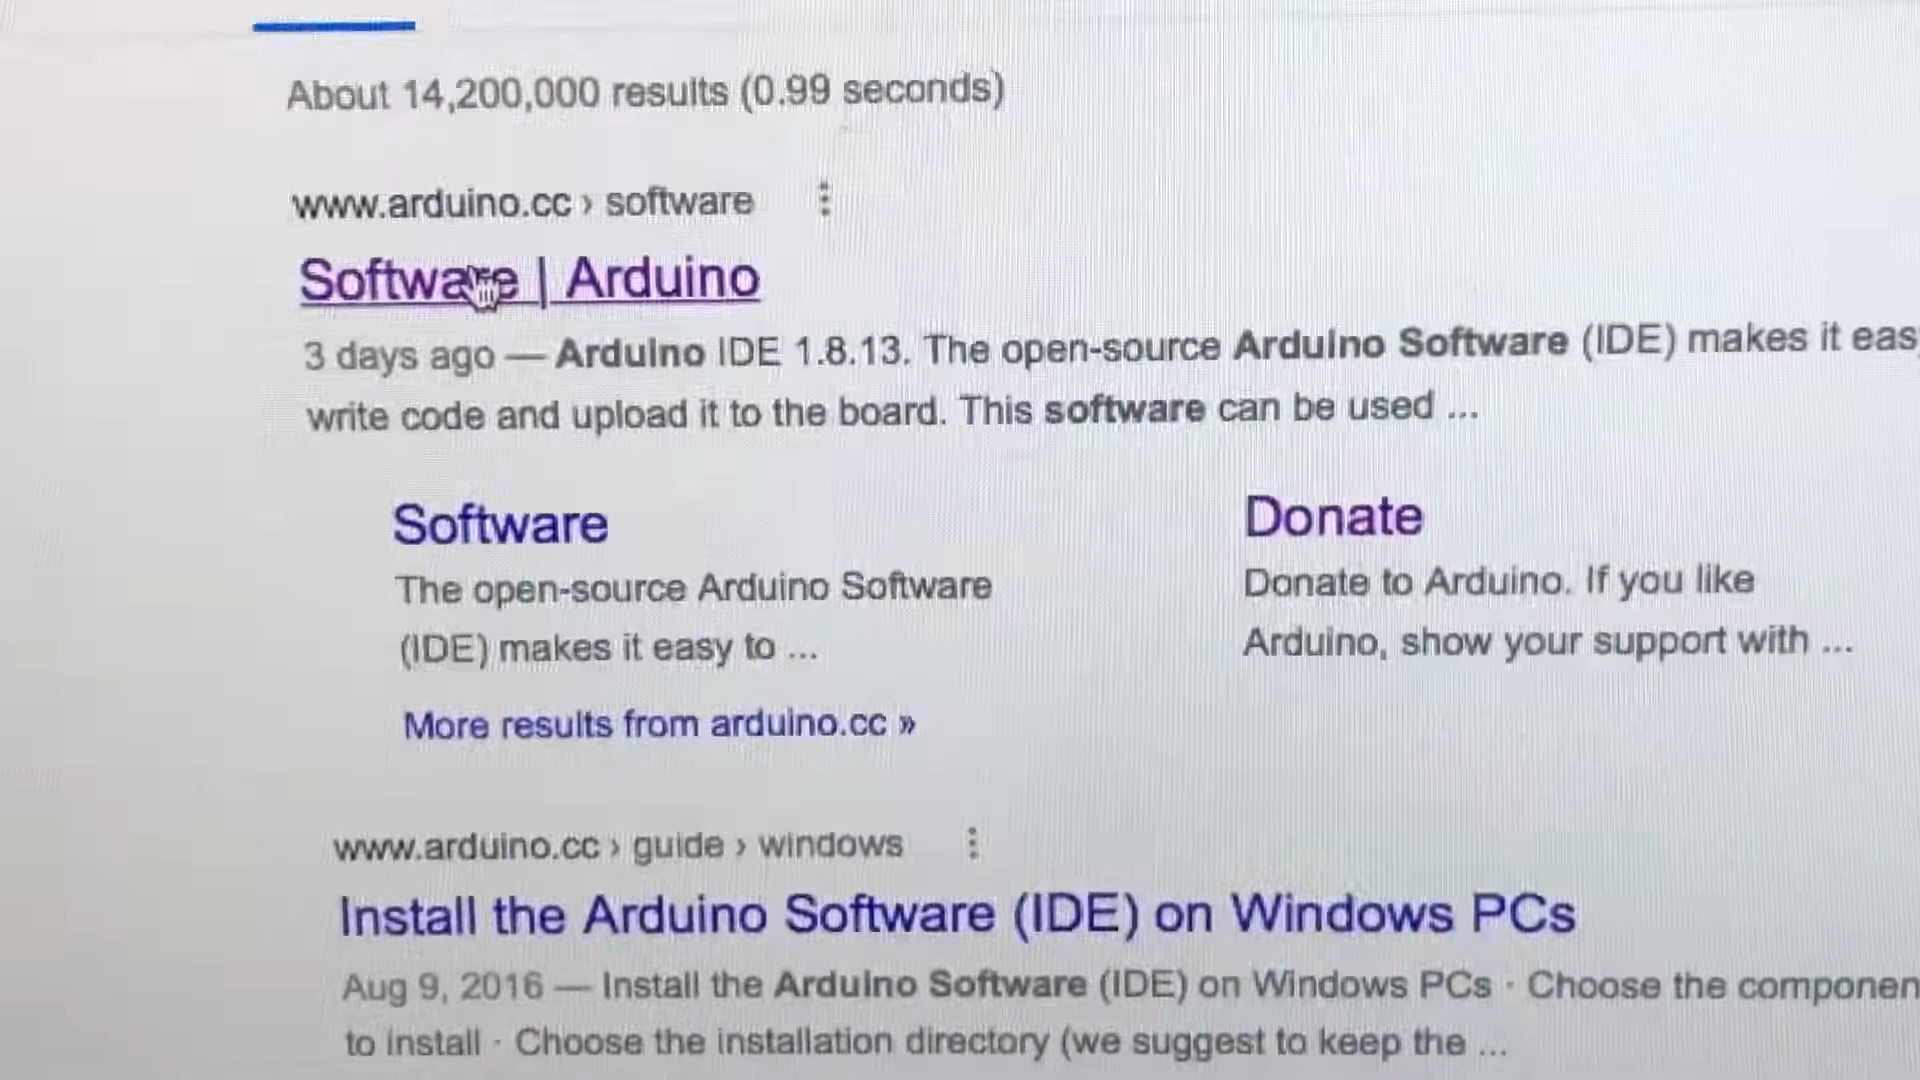 About 14,200,000 results (0.99 seconds)
www.arduino.cc › software
Software | Arduino
3 days ago — Arduino IDE 1.8.13. The open-source Arduino Software (IDE) makes it eas
write code and upload it to the board. This software can be used ...
Software
The open-source Arduino Software
(IDE) makes it easy to ...
More results from arduino.cc »
Donate
Donate to Arduino. If you like
Arduino, show your support with ...
www.arduino.cc › guide › windows
Install the Arduino Software (IDE) on Windows PCs
Aug 9, 2016 — Install the Arduino Software (IDE) on Windows PCs · Choose the componen
to install · Choose the installation directory (we suggest to keep the ...